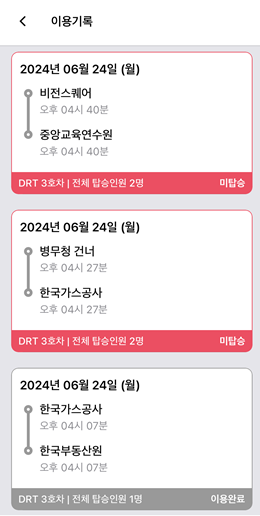 이용기록
2024년 06월 24일 (월)
비전스퀘어
오후 04시 40분
중앙교육연수원
오후 04시 40분
DRT 3호차 | 전체 탑승인원 2명 미탑승
2024년 06월 24일 (월)
병무청 건너
오후 04시 27분
한국가스공사
오후 04시 27분
DRT 3호차 | 전체 탑승인원 2명 미탑승
2024년 06월 24일 (월)
한국가스공사
오후 04시 07분
한국부동산원
오후 04시 07분
DRT 3호차 | 전체 탑승인원 1명 이용완료